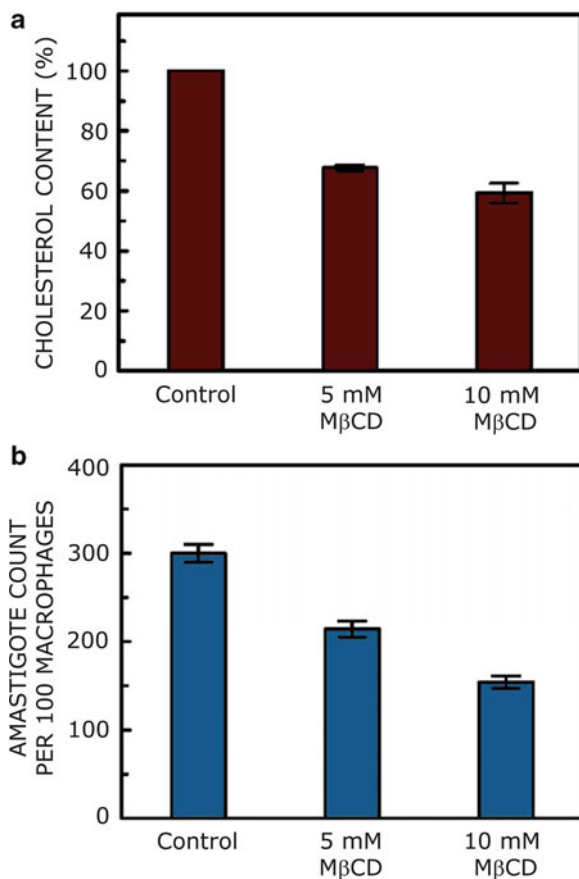 a
CHOLESTEROL CONTENT (%)
100
80
60
40
20
0
Control
5 mM
MβCD
10 mM
MβCD
b
AMASTIGOTE COUNT
PER 100 MACROPHAGES
400
300
200
100
0
Control
5 mM
MβCD
10 mM
MβCD